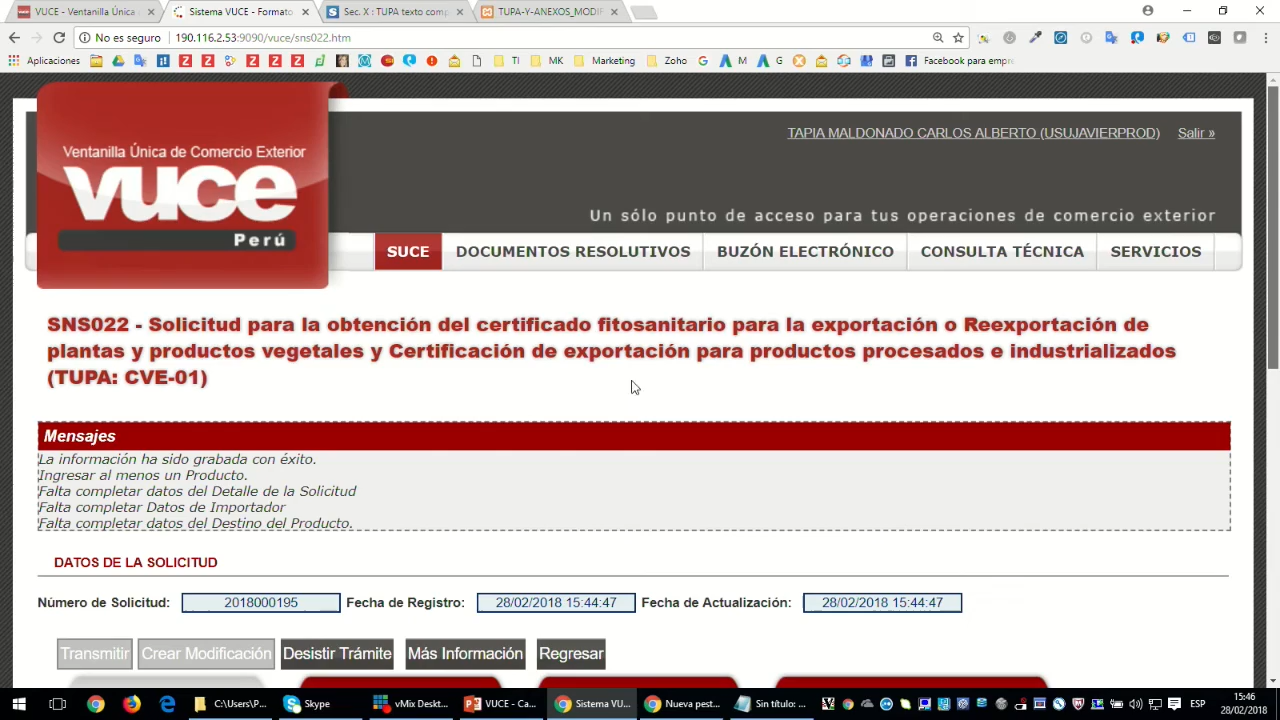 VUCE - Ventanilla Única
Sistema VUCE - Formato
Sec. X : TUPA texto comp
TUPA-Y-ANEXOS_MODIF
No es seguro
190.116.2.53:9090/vuce/sns022.htm
Aplicaciones
TI
MK
Marketing
Zoho
M
G
Facebook para empre
TAPIA MALDONADO CARLOS ALBERTO (USUJAVIERPROD)
Salir »
Ventanilla Única de Comercio Exterior
vuce
Perú
Un sólo punto de acceso para tus operaciones de comercio exterior
SUCE
DOCUMENTOS RESOLUTIVOS
BUZÓN ELECTRÓNICO
CONSULTA TÉCNICA
SERVICIOS
SNS022 - Solicitud para la obtención del certificado fitosanitario para la exportación o Reexportación de
plantas y productos vegetales y Certificación de exportación para productos procesados e industrializados
(TUPA: CVE-01)
Mensajes
La información ha sido grabada con éxito.
Ingresar al menos un Producto.
Falta completar datos del Detalle de la Solicitud
Falta completar Datos de Importador
Falta completar datos del Destino del Producto.
DATOS DE LA SOLICITUD
Número de Solicitud: 2018000195 Fecha de Registro: 28/02/2018 15:44:47 Fecha de Actualización: 28/02/2018 15:44:47
Transmitir
Crear Modificación
Desistir Trámite
Más Información
Regresar
C:\Users\P...
Skype
vMix Deskt...
VUCE - Ca...
Sistema VU...
Nueva pest...
Sin título: ...
ESP
15:46
28/02/2018